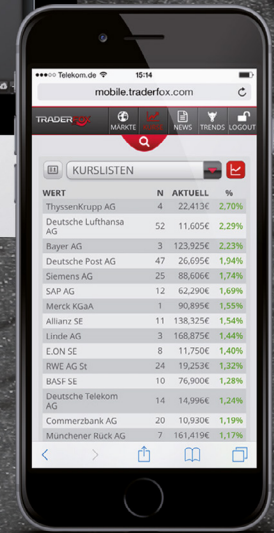 ●●●○○ Telekom.de 15:14
mobile.traderfox.com
TRADERFOX MÄRKTE NEWS TRENDS LOGOUT
KURSLISTEN
WERT N AKTUELL %
ThyssenKrupp AG 4 22,413€ 2,70%
Deutsche Lufthansa
AG 52 11,605€ 2,29%
Bayer AG 3 123,925€ 2,23%
Deutsche Post AG 47 26,695€ 1,94%
Siemens AG 25 88,606€ 1,74%
SAP AG 12 62,290€ 1,69%
Merck KGaA 1 90,895€ 1,55%
Allianz SE 11 138,325€ 1,54%
Linde AG 3 168,875€ 1,44%
E.ON SE 8 11,750€ 1,40%
RWE AG St 24 19,253€ 1,32%
BASF SE 10 76,900€ 1,28%
Deutsche Telekom
AG 14 14,996€ 1,24%
Commerzbank AG 20 10,930€ 1,19%
Münchener Rück AG 7 161,419€ 1,17%